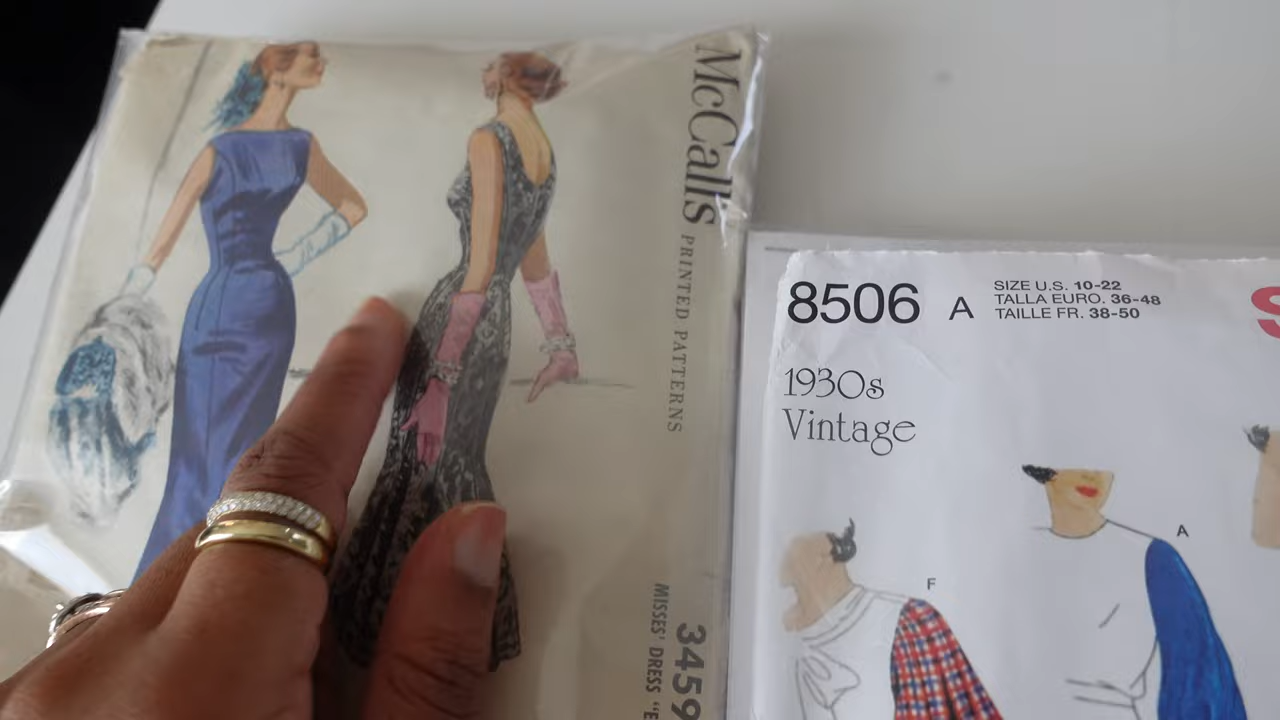 McCall's
PRINTED PATTERNS
3459
MISSES' DRESS
8506 A
SIZE U.S. 10-22
TALLA EURO. 36-48
TAILLE FR. 38-50
1930s
Vintage
A
F